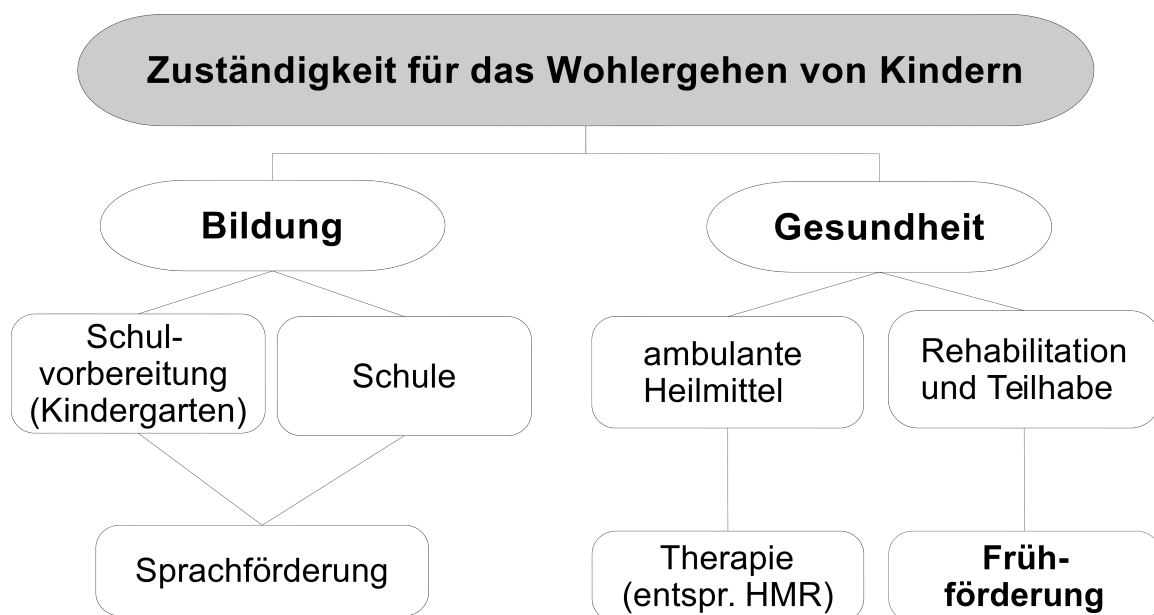 Zuständigkeit für das Wohlergehen von Kindern
Bildung
Gesundheit
Schul-
vorbereitung
(Kindergarten)
Schule
ambulante
Heilmittel
Rehabilitation
und Teilhabe
Sprachförderung
Therapie
(entspr. HMR)
Früh-
förderung